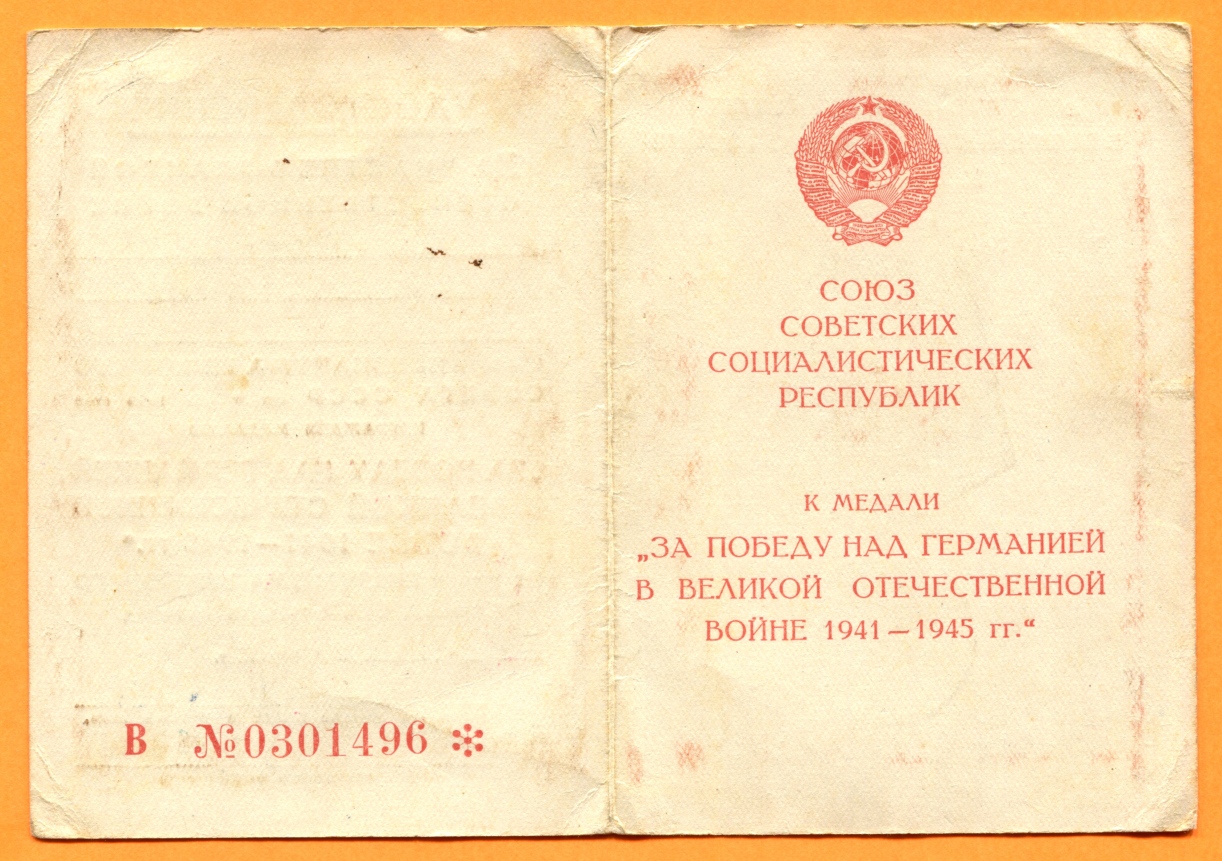 В №0301496
СОЮЗ
СОВЕТСКИХ
СОЦИАЛИСТИЧЕСКИХ
РЕСПУБЛИК
К МЕДАЛИ
„ЗА ПОБЕДУ НАД ГЕРМАНИЕЙ
В ВЕЛИКОЙ ОТЕЧЕСТВЕННОЙ
ВОЙНЕ 1941—1945 гг.“